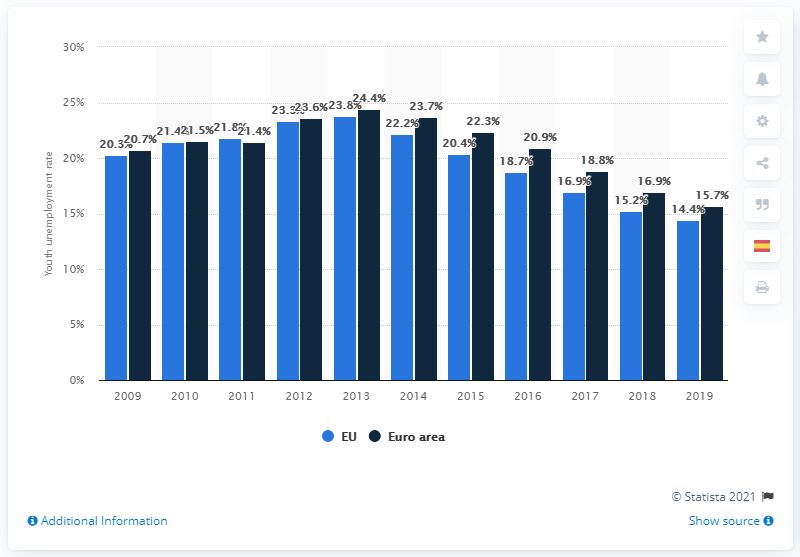 30%
25%
20%
15%
10%
5%
0%
Youth unemployment rate
20.3% 20.7% 21.4% 21.5% 21.8% 21.4% 23.3% 23.6% 23.8% 24.4% 22.2% 23.7% 20.4% 22.3% 18.7% 20.9% 16.9% 18.8% 15.2% 16.9% 14.4% 15.7%
2009 2010 2011 2012 2013 2014 2015 2016 2017 2018 2019
EU Euro area
© Statista 2021
Additional Information Show source